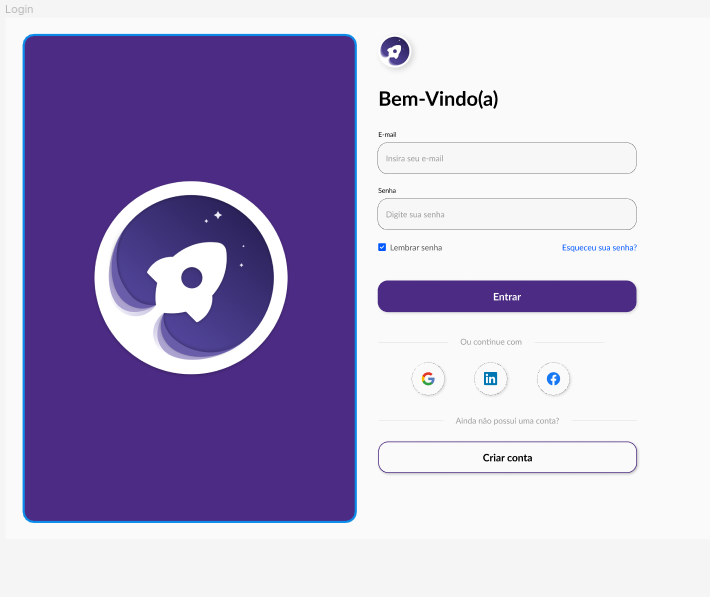 Login
Bem-Vindo(a)
E-mail
Insira seu e-mail
Senha
Digite sua senha
Lembrar senha
Esqueceu sua senha?
Entrar
Ou continue com
Ainda não possui uma conta?
Criar conta